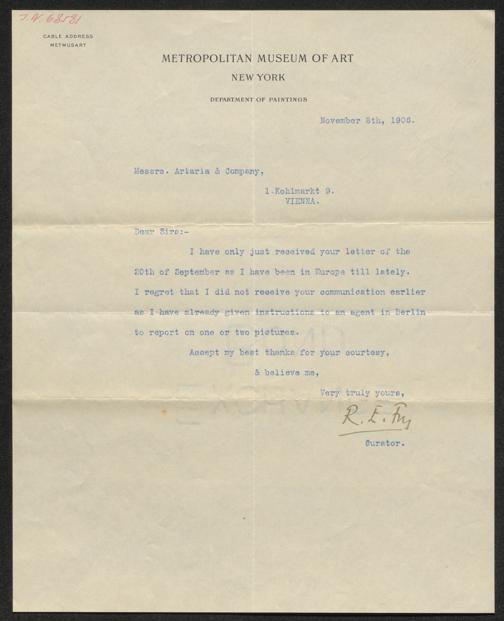 I.N. 68581
CABLE ADDRESS
METMUSART
METROPOLITAN MUSEUM OF ART
NEW YORK
DEPARTMENT OF PAINTINGS
November 8th, 1906.
Messrs. Artaria & Company,
1.Kohlmarkt 9.
VIENNA.
Dear Sirs:-
I have only just received your letter of the
20th of September as I have been in Europe till lately.
I regret that I did not receive your communication earlier
as I have already given instructions to an agent in Berlin
to report on one or two pictures.
Accept my best thanks for your courtesy,
& believe me,
Very truly yours,
R. E. Fry
Curator.